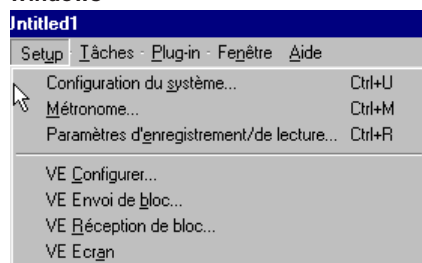 Windows
Untitled1
Setup Tâches Plug-in Fenêtre Aide
Configuration du système... Ctrl+U
Métronome... Ctrl+M
Paramètres d'enregistrement/de lecture... Ctrl+R
VE Configurer...
VE Envoi de bloc...
VE Réception de bloc...
VE Ecran